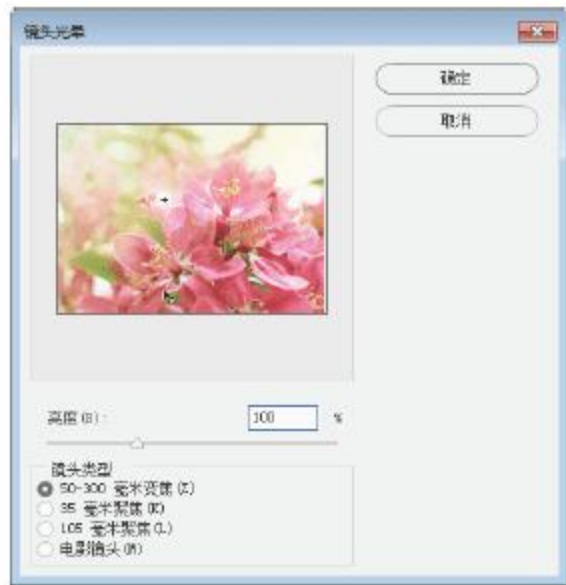 镜头光晕
确定
取消
亮度(B): 100 %
镜头类型
50-300 毫米变焦(Z)
35 毫米聚焦(K)
105 毫米聚焦(L)
电影镜头(M)